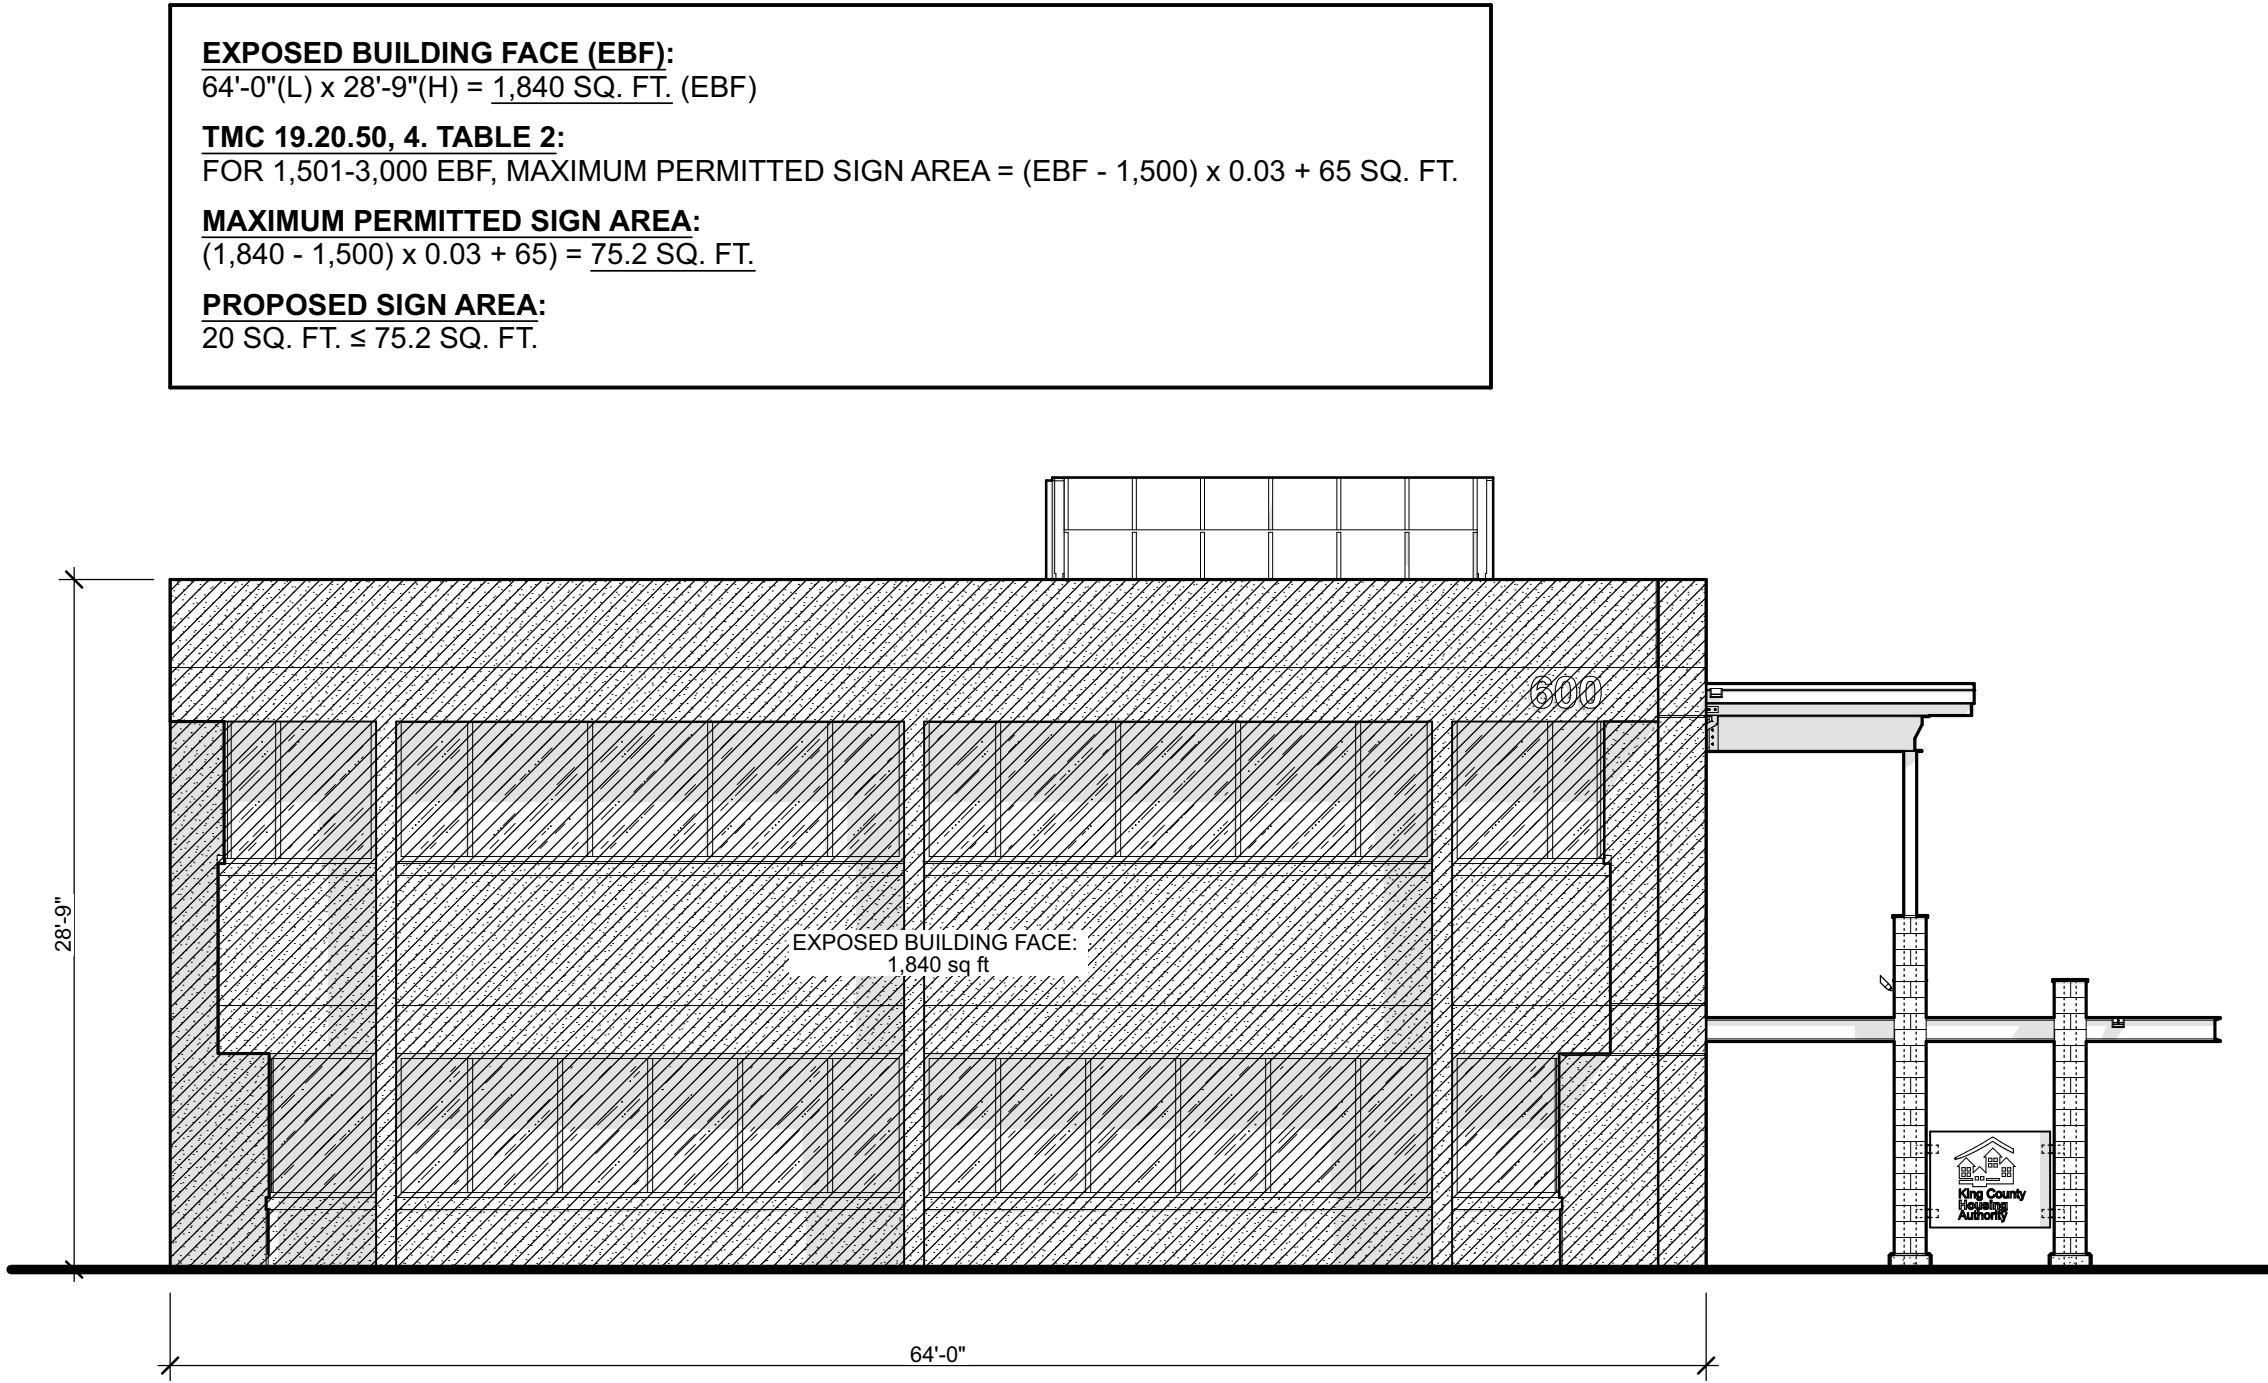 EXPOSED BUILDING FACE (EBF):
64'-0"(L) x 28'-9"(H) = 1,840 SQ. FT. (EBF)
TMC 19.20.50, 4. TABLE 2:
FOR 1,501-3,000 EBF, MAXIMUM PERMITTED SIGN AREA = (EBF - 1,500) x 0.03 + 65 SQ. FT.
MAXIMUM PERMITTED SIGN AREA:
(1,840 - 1,500) x 0.03 + 65) = 75.2 SQ. FT.
PROPOSED SIGN AREA:
20 SQ. FT. ≤ 75.2 SQ. FT.
600
28'-9"
EXPOSED BUILDING FACE:
1,840 sq ft
King County
Housing
Authority
64'-0"